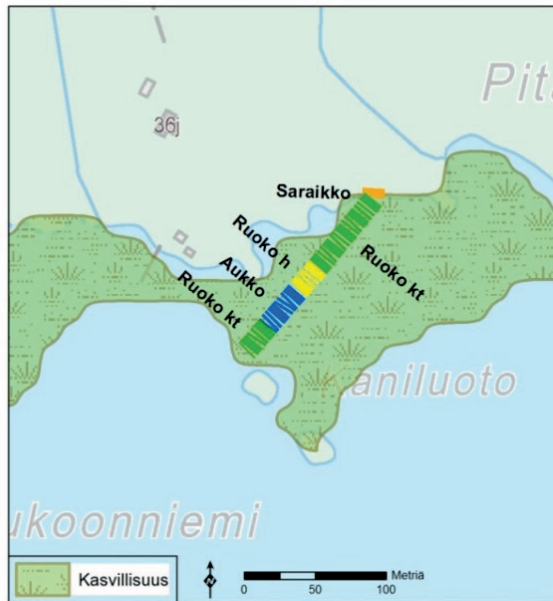 Pit
36j
Saraikko
Ruoko h
Ruoko kt
Aukko
Ruoko kt
aniluoto
ukoonniemi
Kasvillisuus
N
Metriä
0 50 100